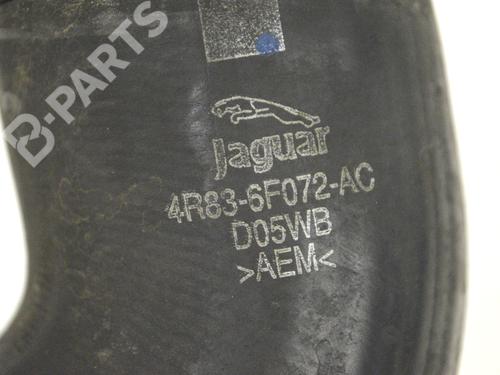 B-PARTS
Jaguar
4R83-6F072-AC
D05WB
>AEM<